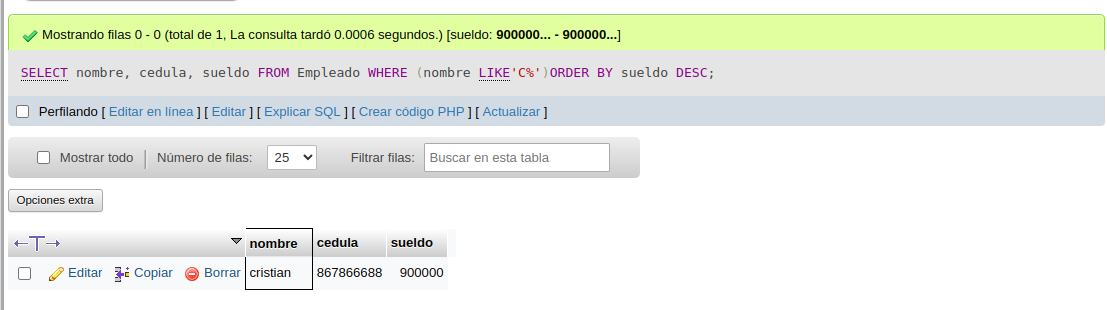 Mostrando filas 0 - 0 (total de 1, La consulta tardó 0.0006 segundos.) [sueldo: 900000... - 900000...]
SELECT nombre, cedula, sueldo FROM Empleado WHERE (nombre LIKE'C%')ORDER BY sueldo DESC;
Perfilando [ Editar en línea ] [ Editar ] [ Explicar SQL ] [ Crear código PHP ] [ Actualizar ]
Mostrar todo Número de filas: 25 Filtrar filas: Buscar en esta tabla
Opciones extra
nombre cedula sueldo
Editar Copiar Borrar cristian 867866688 900000